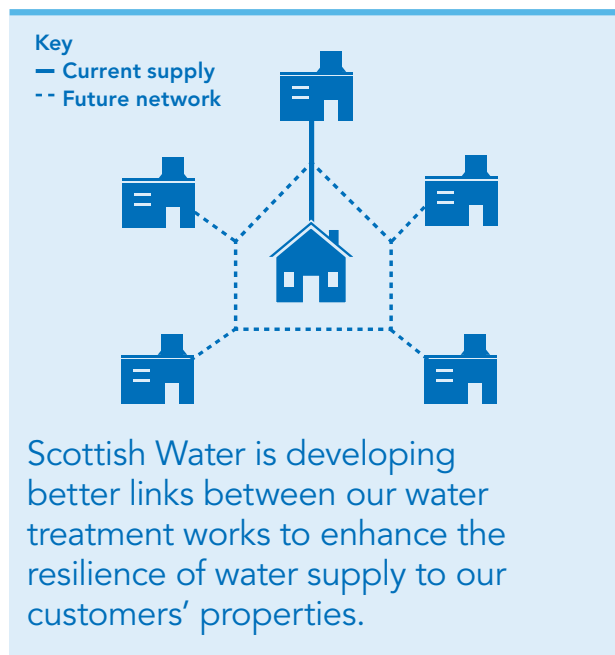 Key
Current supply
Future network
Scottish Water is developing
better links between our water
treatment works to enhance the
resilience of water supply to our
customers’ properties.